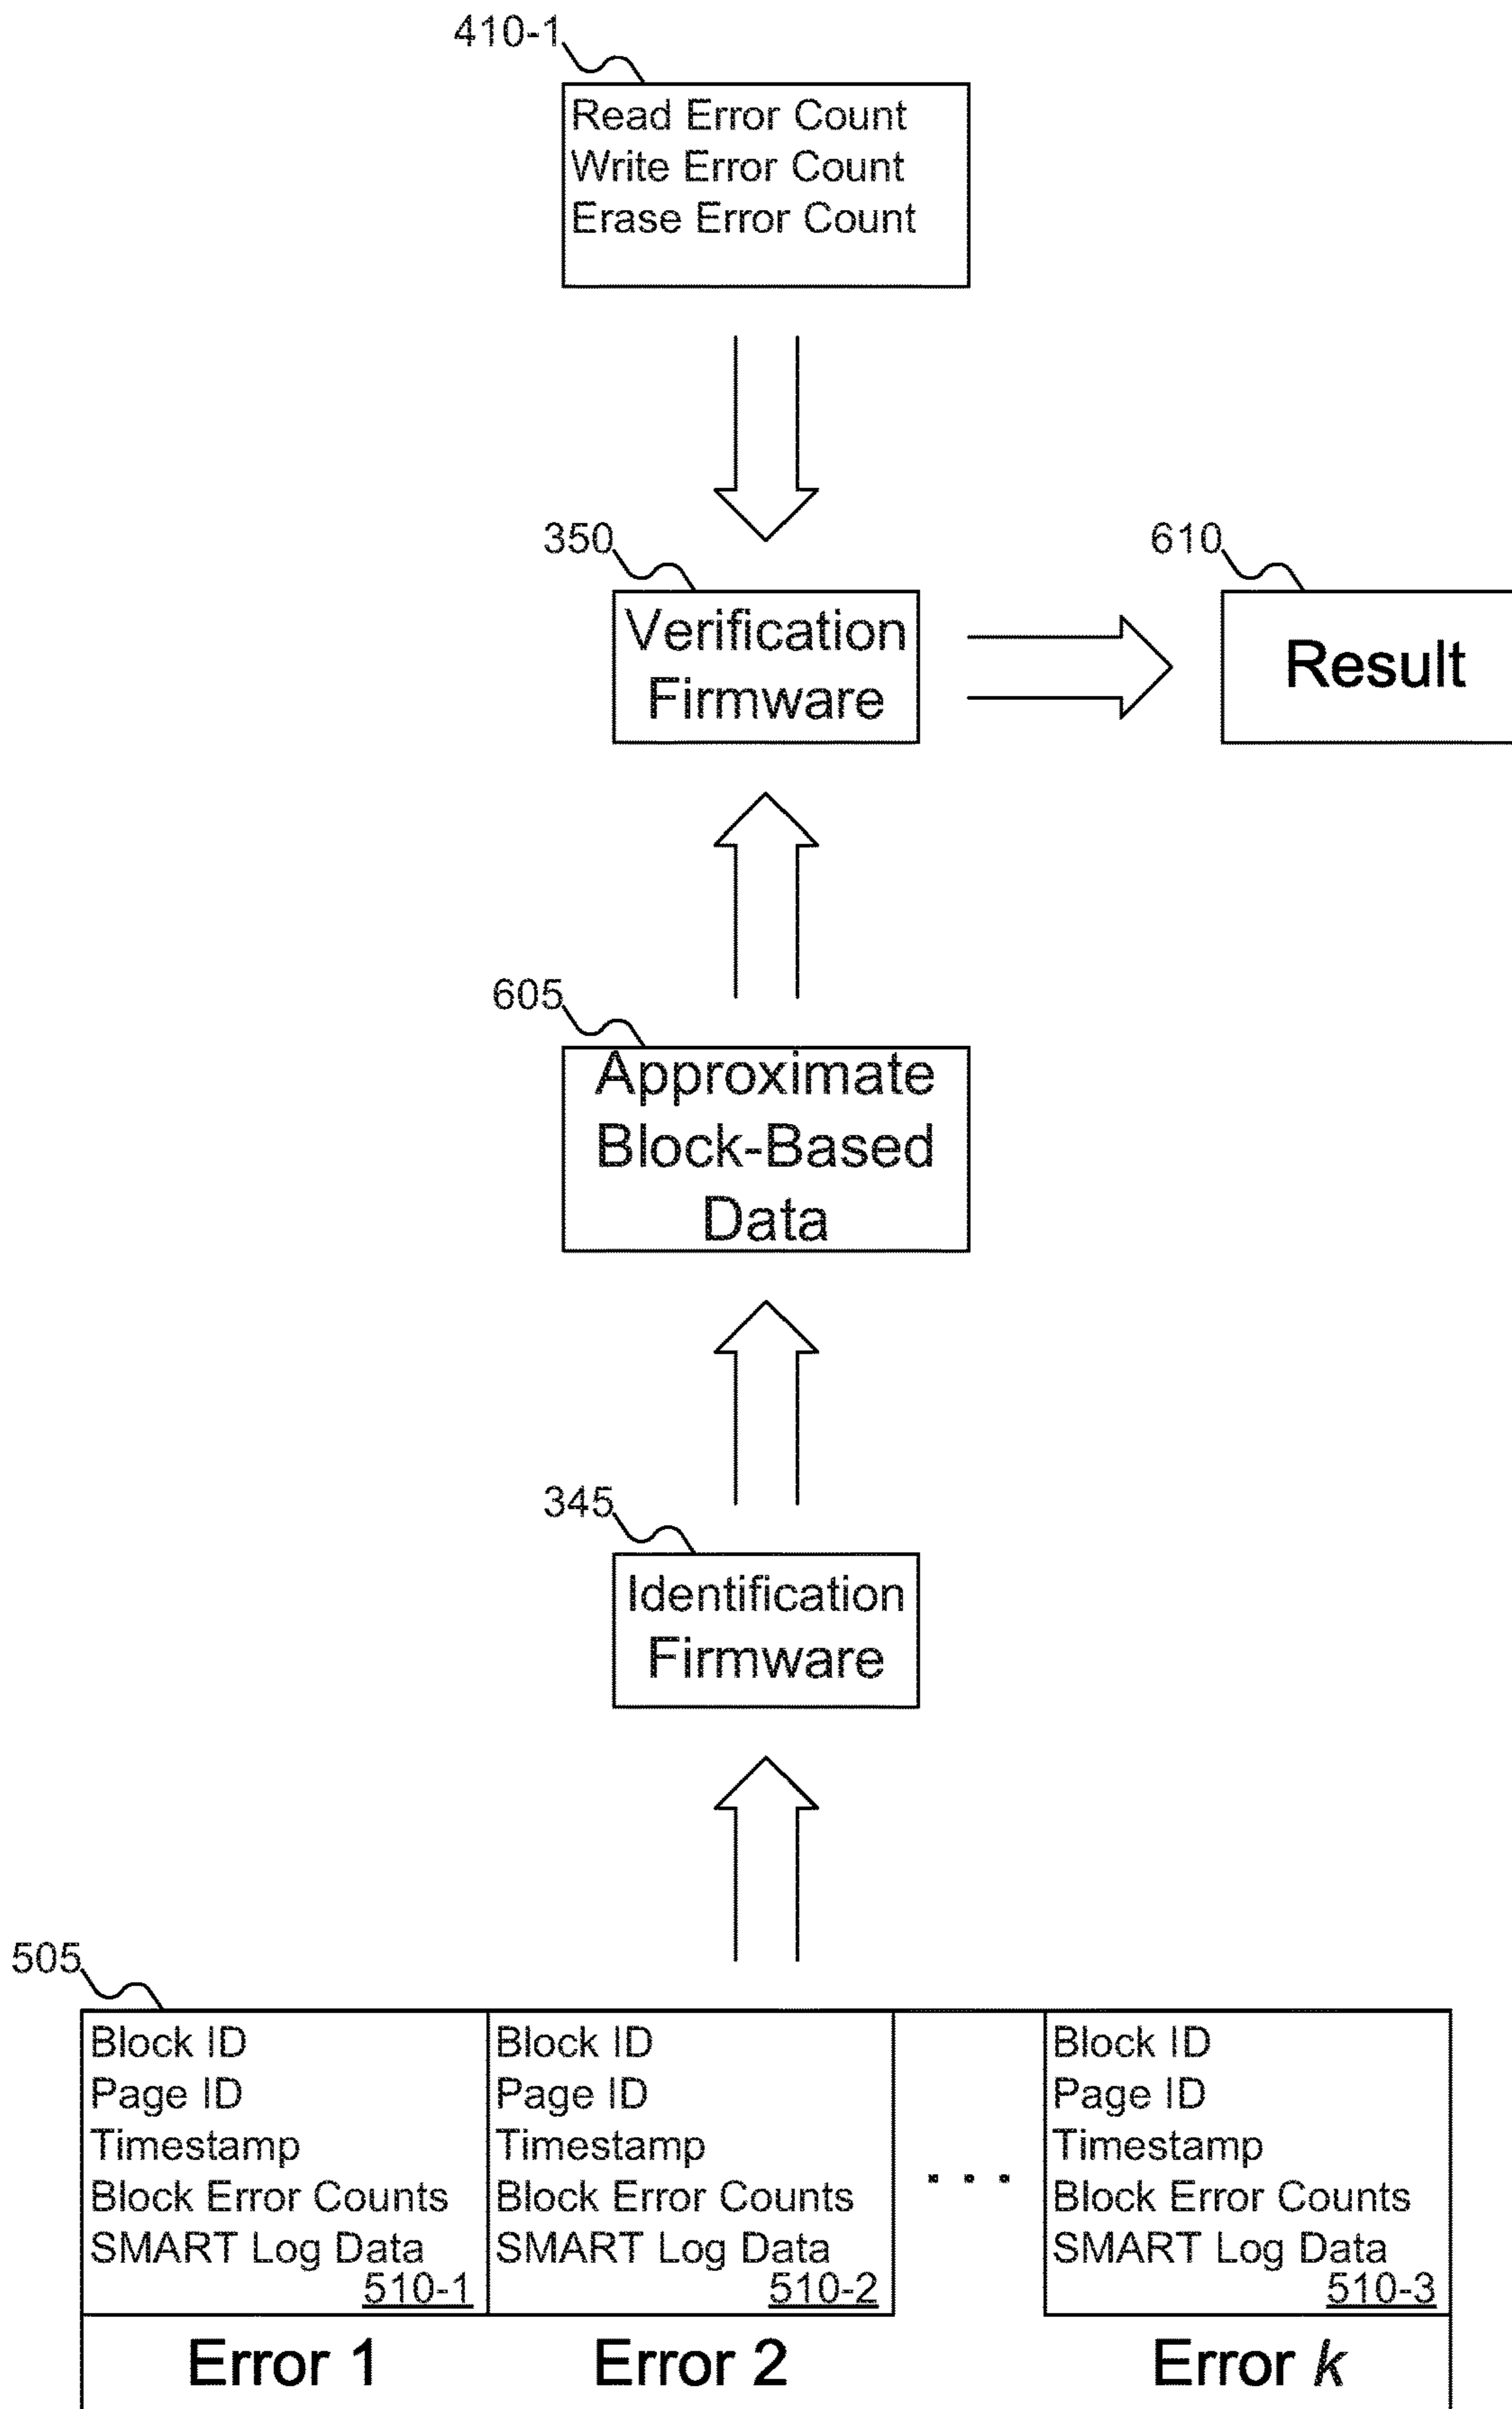 410-1
Read Error Count
Write Error Count
Erase Error Count
350
Verification
Firmware
610
Result
605
Approximate
Block-Based
Data
345
Identification
Firmware
505
Block ID
Page ID
Timestamp
Block Error Counts
SMART Log Data
510-1
Error 1
Block ID
Page ID
Timestamp
Block Error Counts
SMART Log Data
510-2
Error 2
. . .
Block ID
Page ID
Timestamp
Block Error Counts
SMART Log Data
510-3
Error k